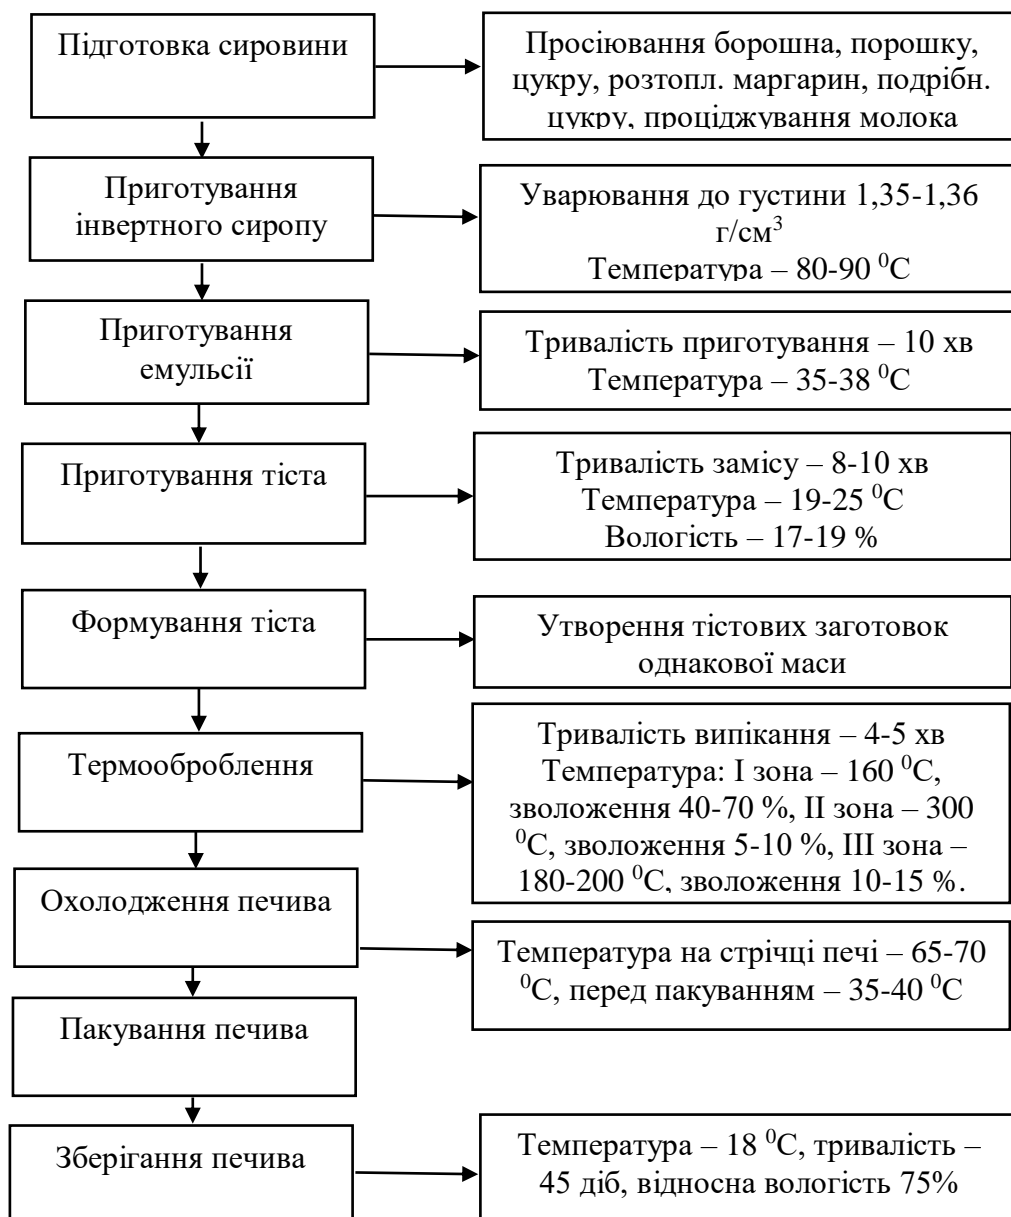 Підготовка сировини
Просіювання борошна, порошку,
цукру, розтопл. маргарин, подрібн.
цукру, проціджування молока
Приготування
інвертного сиропу
Уварювання до густини 1,35-1,36
г/см³
Температура – 80-90 ⁰С
Приготування
емульсії
Тривалість приготування – 10 хв
Температура – 35-38 ⁰С
Приготування тіста
Тривалість замісу – 8-10 хв
Температура – 19-25 ⁰С
Вологість – 17-19 %
Формування тіста
Утворення тістових заготовок
однакової маси
Термооброблення
Тривалість випікання – 4-5 хв
Температура: І зона – 160 ⁰С,
зволоження 40-70 %, ІІ зона – 300
⁰С, зволоження 5-10 %, ІІІ зона –
180-200 ⁰С, зволоження 10-15 %.
Охолодження печива
Температура на стрічці печі – 65-70
⁰С, перед пакуванням – 35-40 ⁰С
Пакування печива
Зберігання печива
Температура – 18 ⁰С, тривалість –
45 діб, відносна вологість 75%